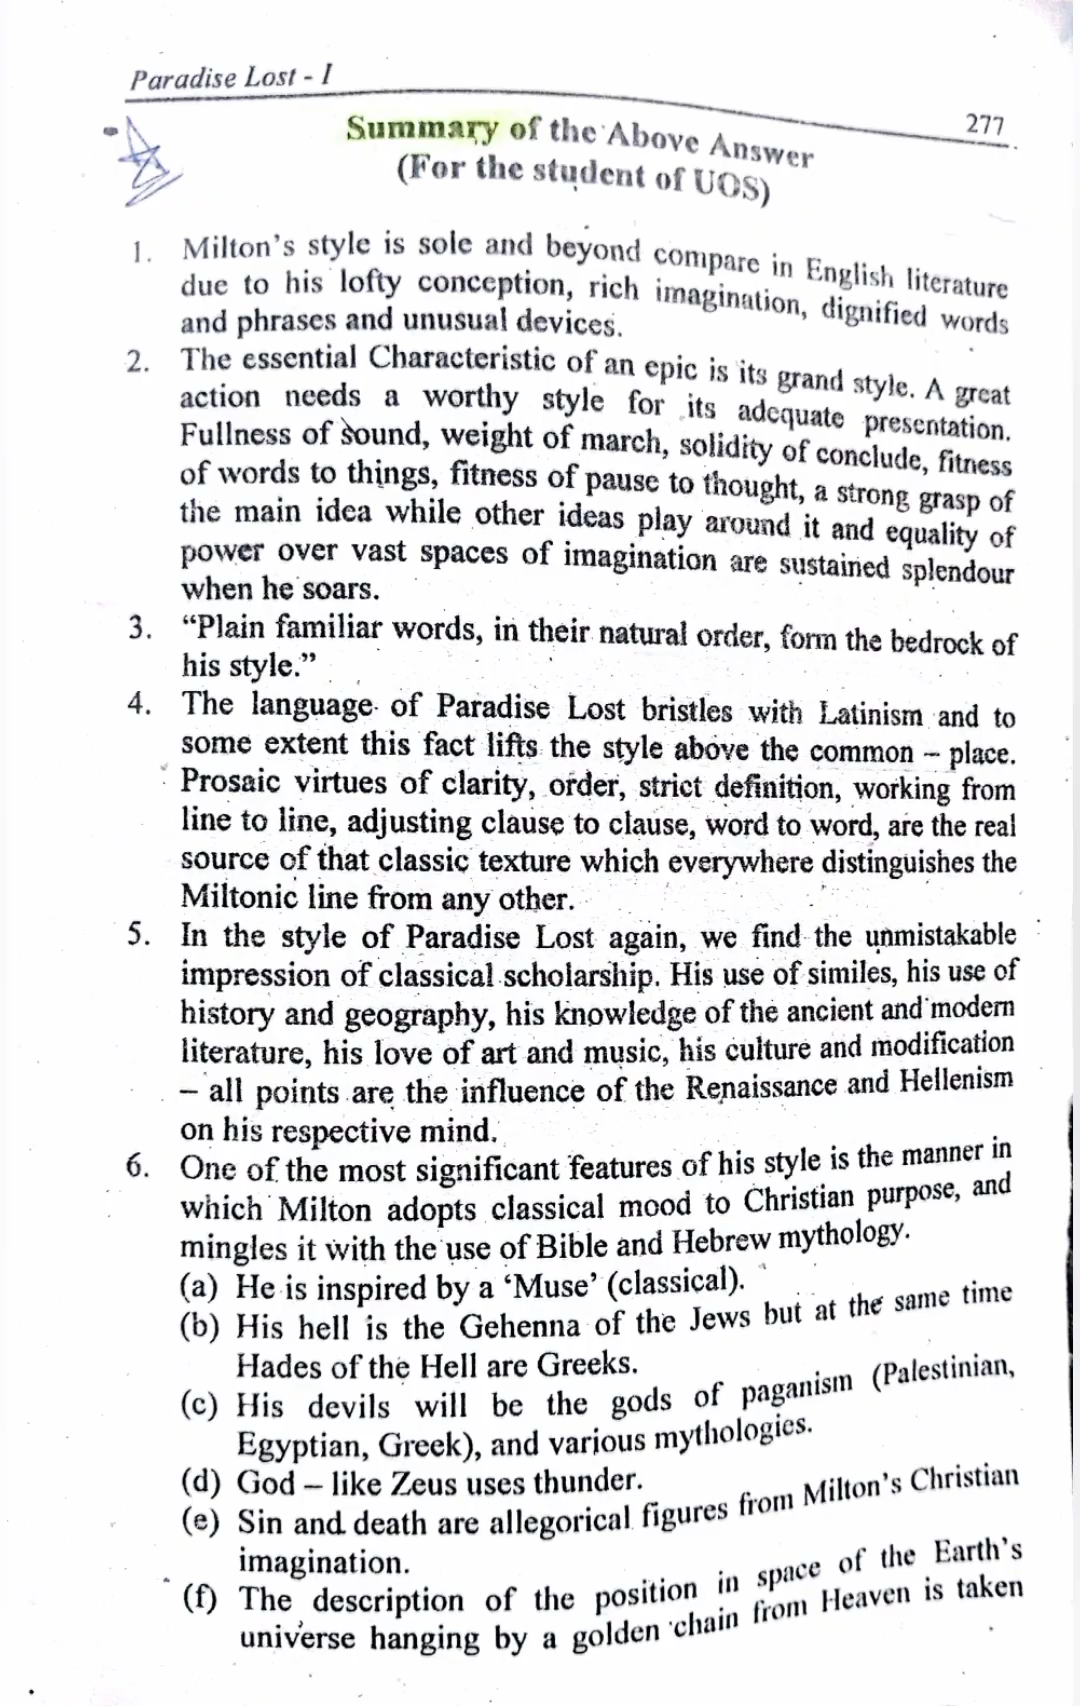 Paradise Lost - I
277
Summary of the Above Answer
(For the student of UOS)
1. Milton's style is sole and beyond compare in English literature
due to his lofty conception, rich imagination, dignified words
and phrases and unusual devices.
2. The essential Characteristic of an epic is its grand style. A great
action needs a worthy style for its adequate presentation.
Fullness of sound, weight of march, solidity of conclude, fitness
of words to things, fitness of pause to thought, a strong grasp of
the main idea while other ideas play around it and equality of
power over vast spaces of imagination are sustained splendour
when he soars.
3. “Plain familiar words, in their natural order, form the bedrock of
his style.”
4. The language of Paradise Lost bristles with Latinism and to
some extent this fact lifts the style above the common – place.
Prosaic virtues of clarity, order, strict definition, working from
line to line, adjusting clause to clause, word to word, are the real
source of that classic texture which everywhere distinguishes the
Miltonic line from any other.
5. In the style of Paradise Lost again, we find the unmistakable
impression of classical scholarship. His use of similes, his use of
history and geography, his knowledge of the ancient and modern
literature, his love of art and music, his culture and modification
– all points are the influence of the Renaissance and Hellenism
on his respective mind.
6. One of the most significant features of his style is the manner in
which Milton adopts classical mood to Christian purpose, and
mingles it with the use of Bible and Hebrew mythology.
(a) He is inspired by a ‘Muse’ (classical).
(b) His hell is the Gehenna of the Jews but at the same time
Hades of the Hell are Greeks.
(c) His devils will be the gods of paganism (Palestinian,
Egyptian, Greek), and various mythologies.
(d) God – like Zeus uses thunder.
(e) Sin and death are allegorical figures from Milton's Christian
imagination.
(f) The description of the position in space of the Earth's
universe hanging by a golden chain from Heaven is taken